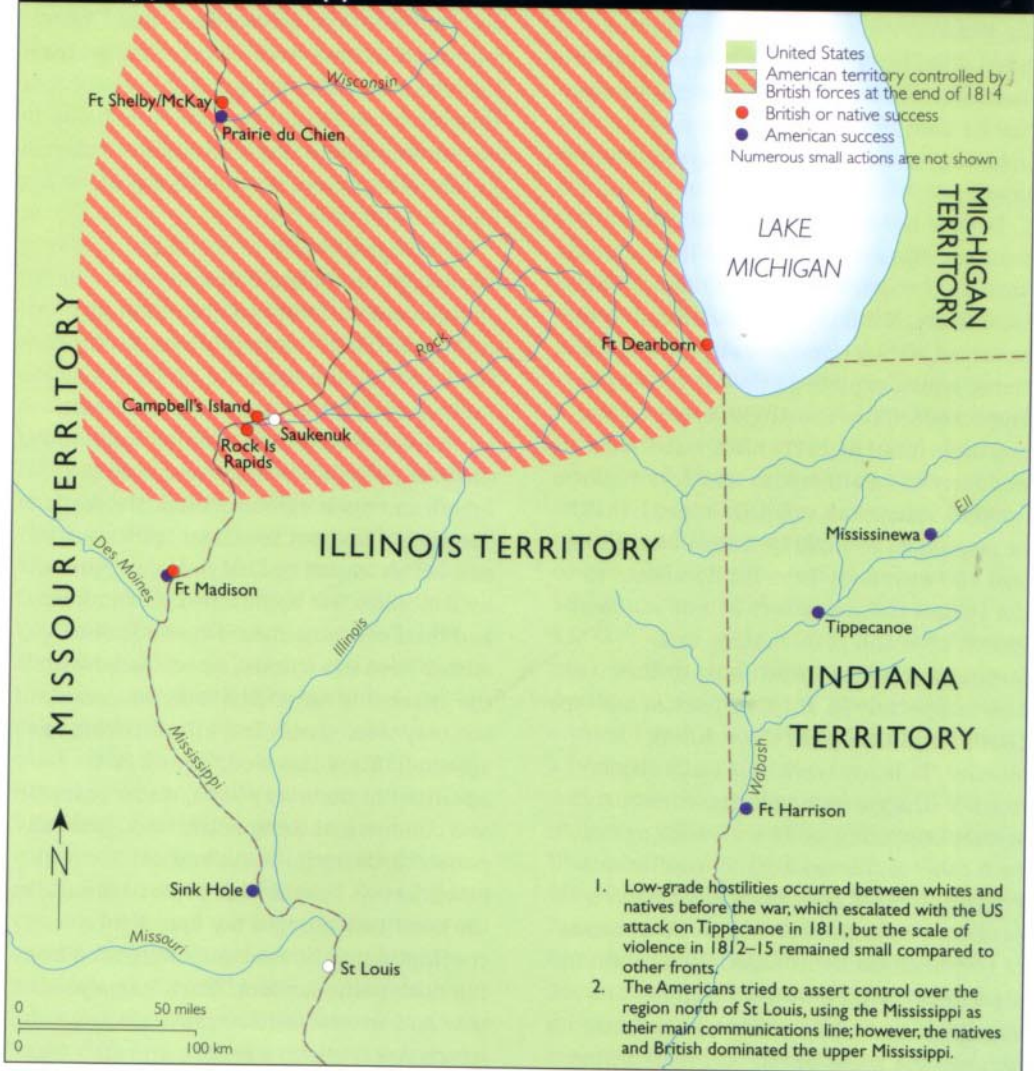 Wisconsin
Ft Shelby/McKay
Prairie du Chien
United States
American territory controlled by
British forces at the end of 1814
British or native success
American success
Numerous small actions are not shown
LAKE
MICHIGAN
MICHIGAN
TERRITORY
MISSOURI TERRITORY
Rock
Ft Dearborn
Campbell's Island
Saukenuk
Rock Is
Rapids
Des Moines
ILLINOIS TERRITORY
Ell
Mississinewa
Ft Madison
Tippecanoe
Illinois
INDIANA
TERRITORY
Mississippi
Wabash
Ft Harrison
N
Sink Hole
Missouri
St Louis
0 50 miles
0 100 km
1. Low-grade hostilities occurred between whites and
natives before the war, which escalated with the US
attack on Tippecanoe in 1811, but the scale of
violence in 1812–15 remained small compared to
other fronts.
2. The Americans tried to assert control over the
region north of St Louis, using the Mississippi as
their main communications line; however, the natives
and British dominated the upper Mississippi.